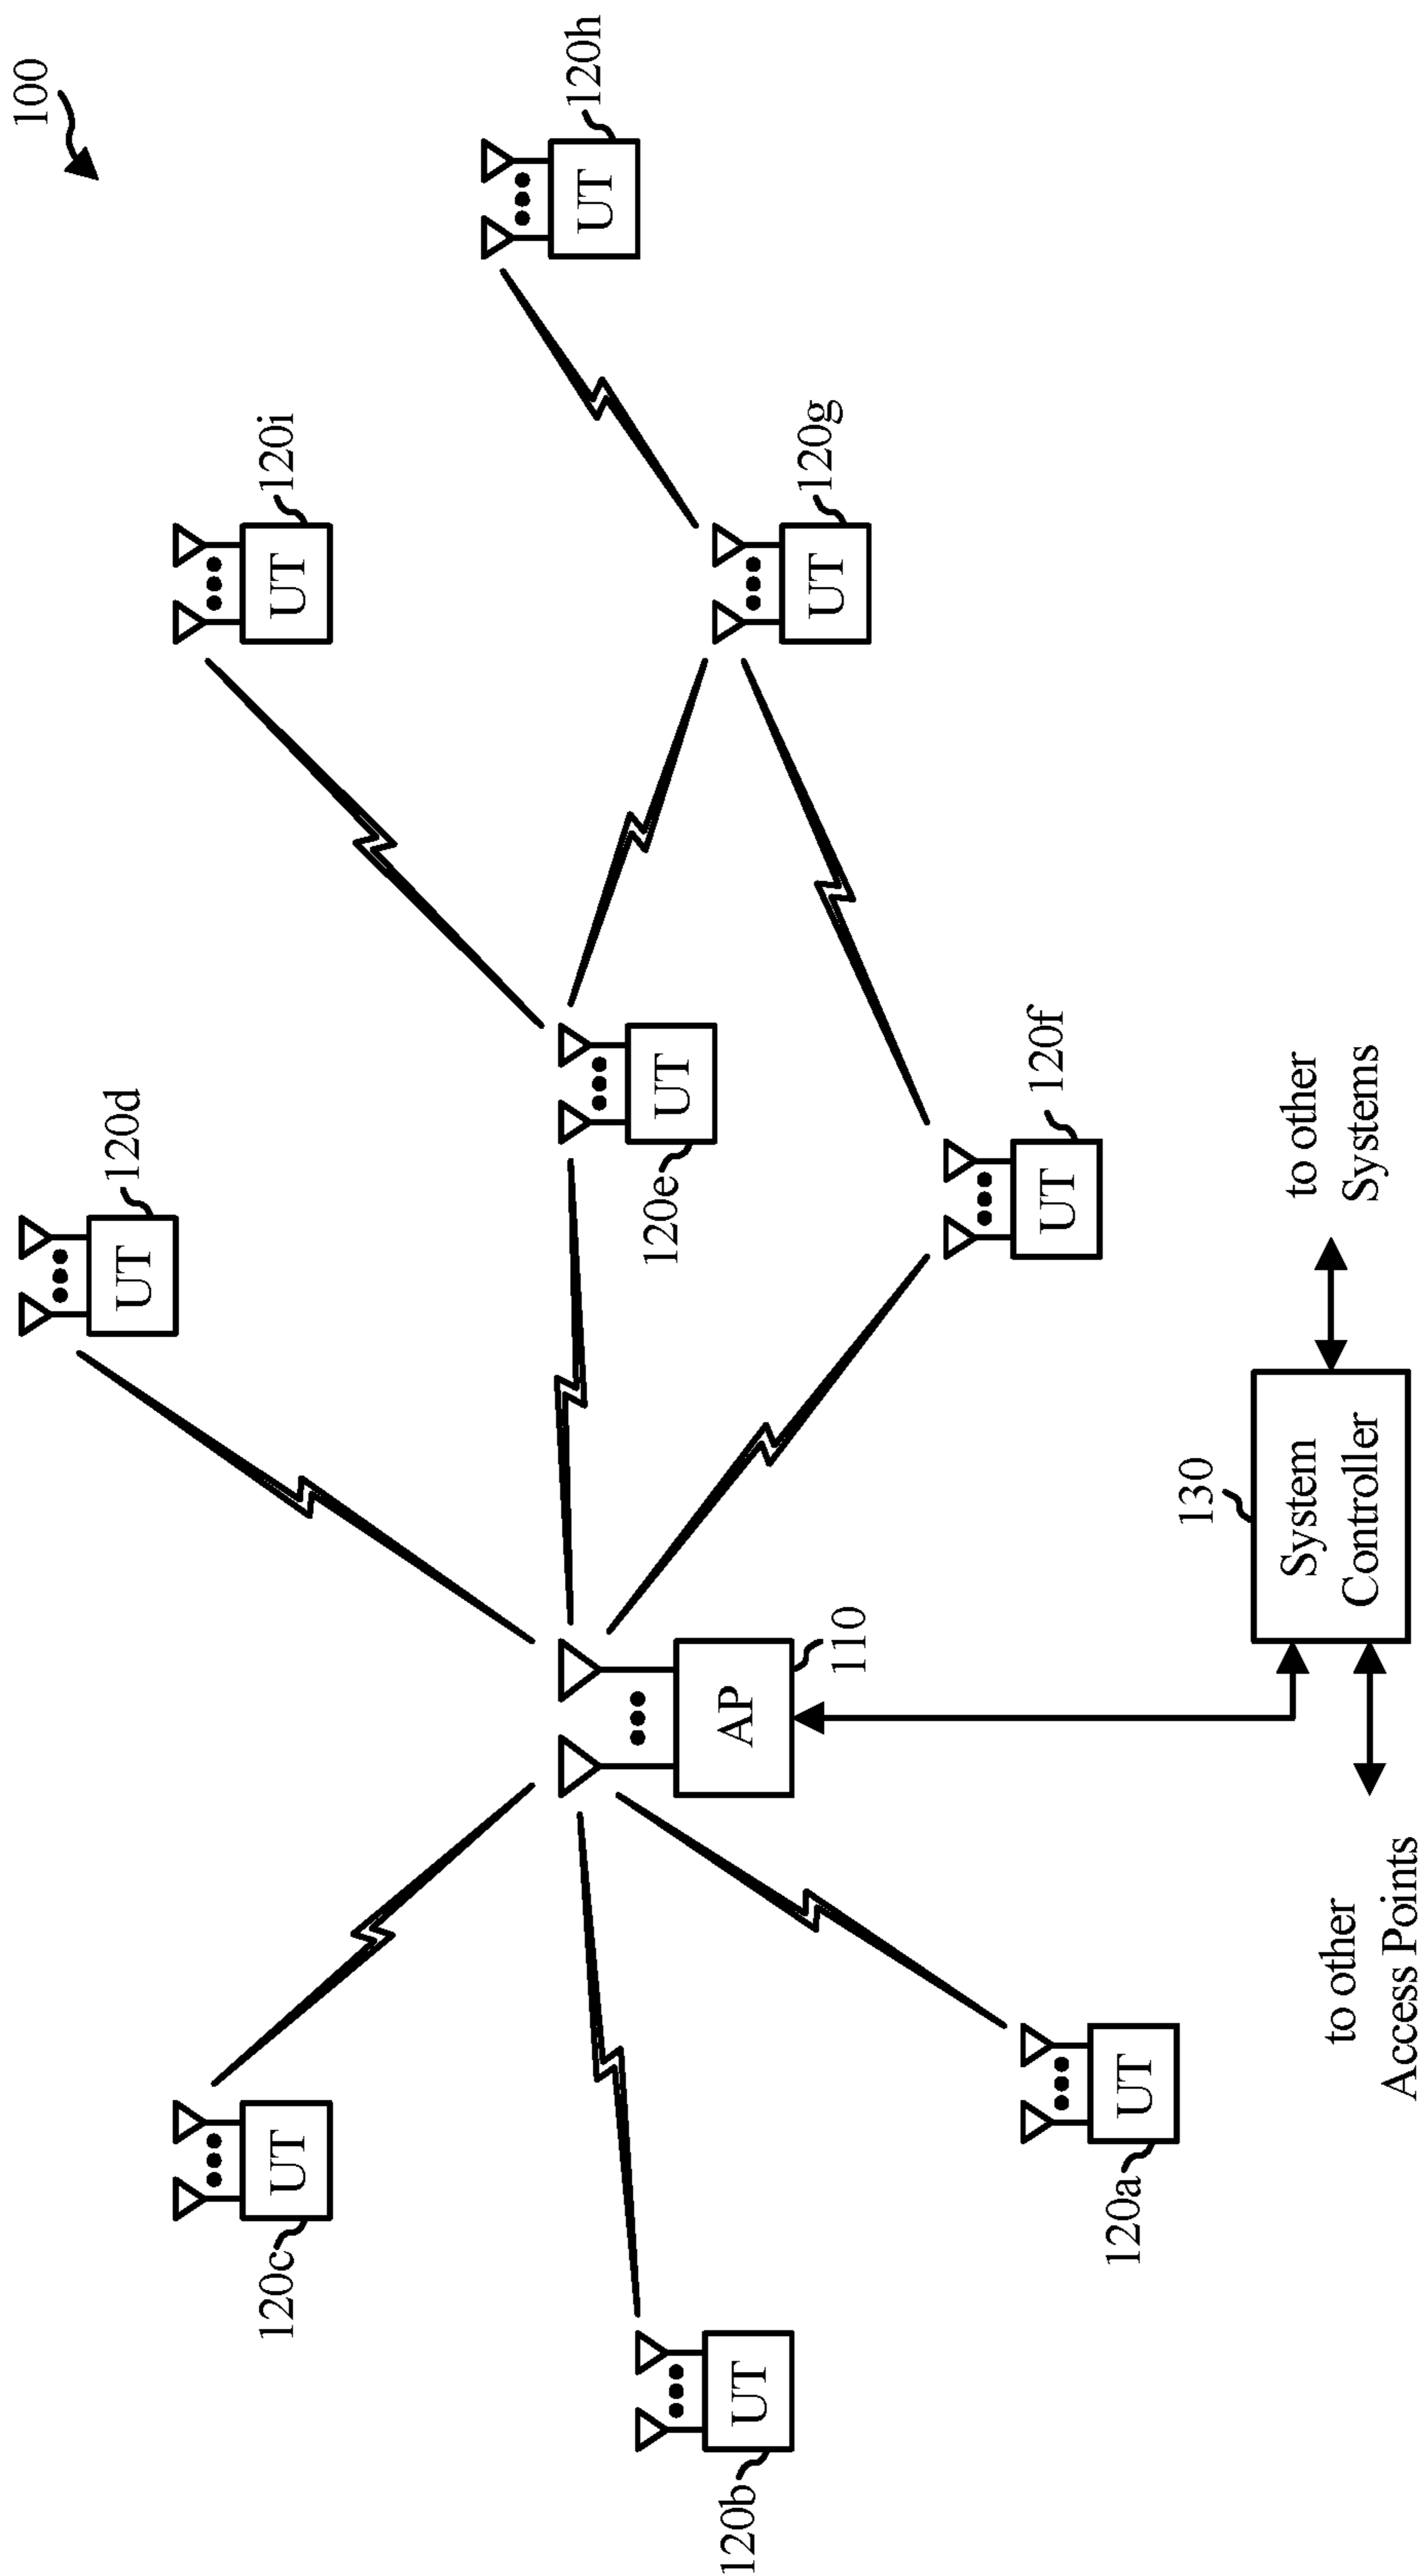 100
UT
120d
UT
120c
UT
120i
UT
120h
UT
120e
UT
120b
AP
110
UT
120g
UT
120f
UT
120a
130
System
Controller
to other
Systems
to other
Access Points